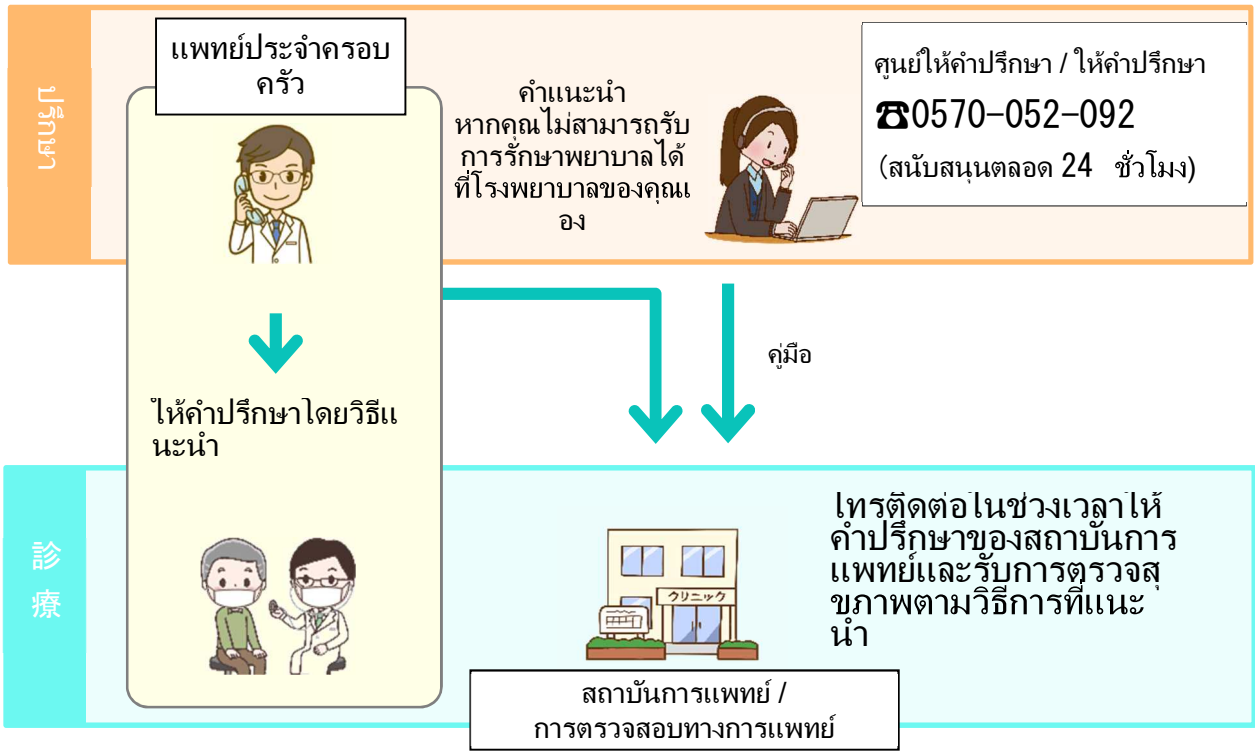 แพทย์ประจำครอบ
ครัว
ปรึกษา
คำแนะนำ
หากคุณไม่สามารถรับ
การรักษาพยาบาลได้
ที่โรงพยาบาลของคุณเ
อง
ศูนย์ให้คำปรึกษา / ให้คำปรึกษา
☎0570-052-092
(สนับสนุนตลอด 24 ชั่วโมง)
คู่มือ
ให้คำปรึกษาโดยวิธีแ
นะนำ
診
療
クリニック
โทรติดต่อในช่วงเวลาให้
คำปรึกษาของสถาบันการ
แพทย์และรับการตรวจสุ
ขภาพตามวิธีการที่แนะ
นำ
สถาบันการแพทย์ /
การตรวจสอบทางการแพทย์